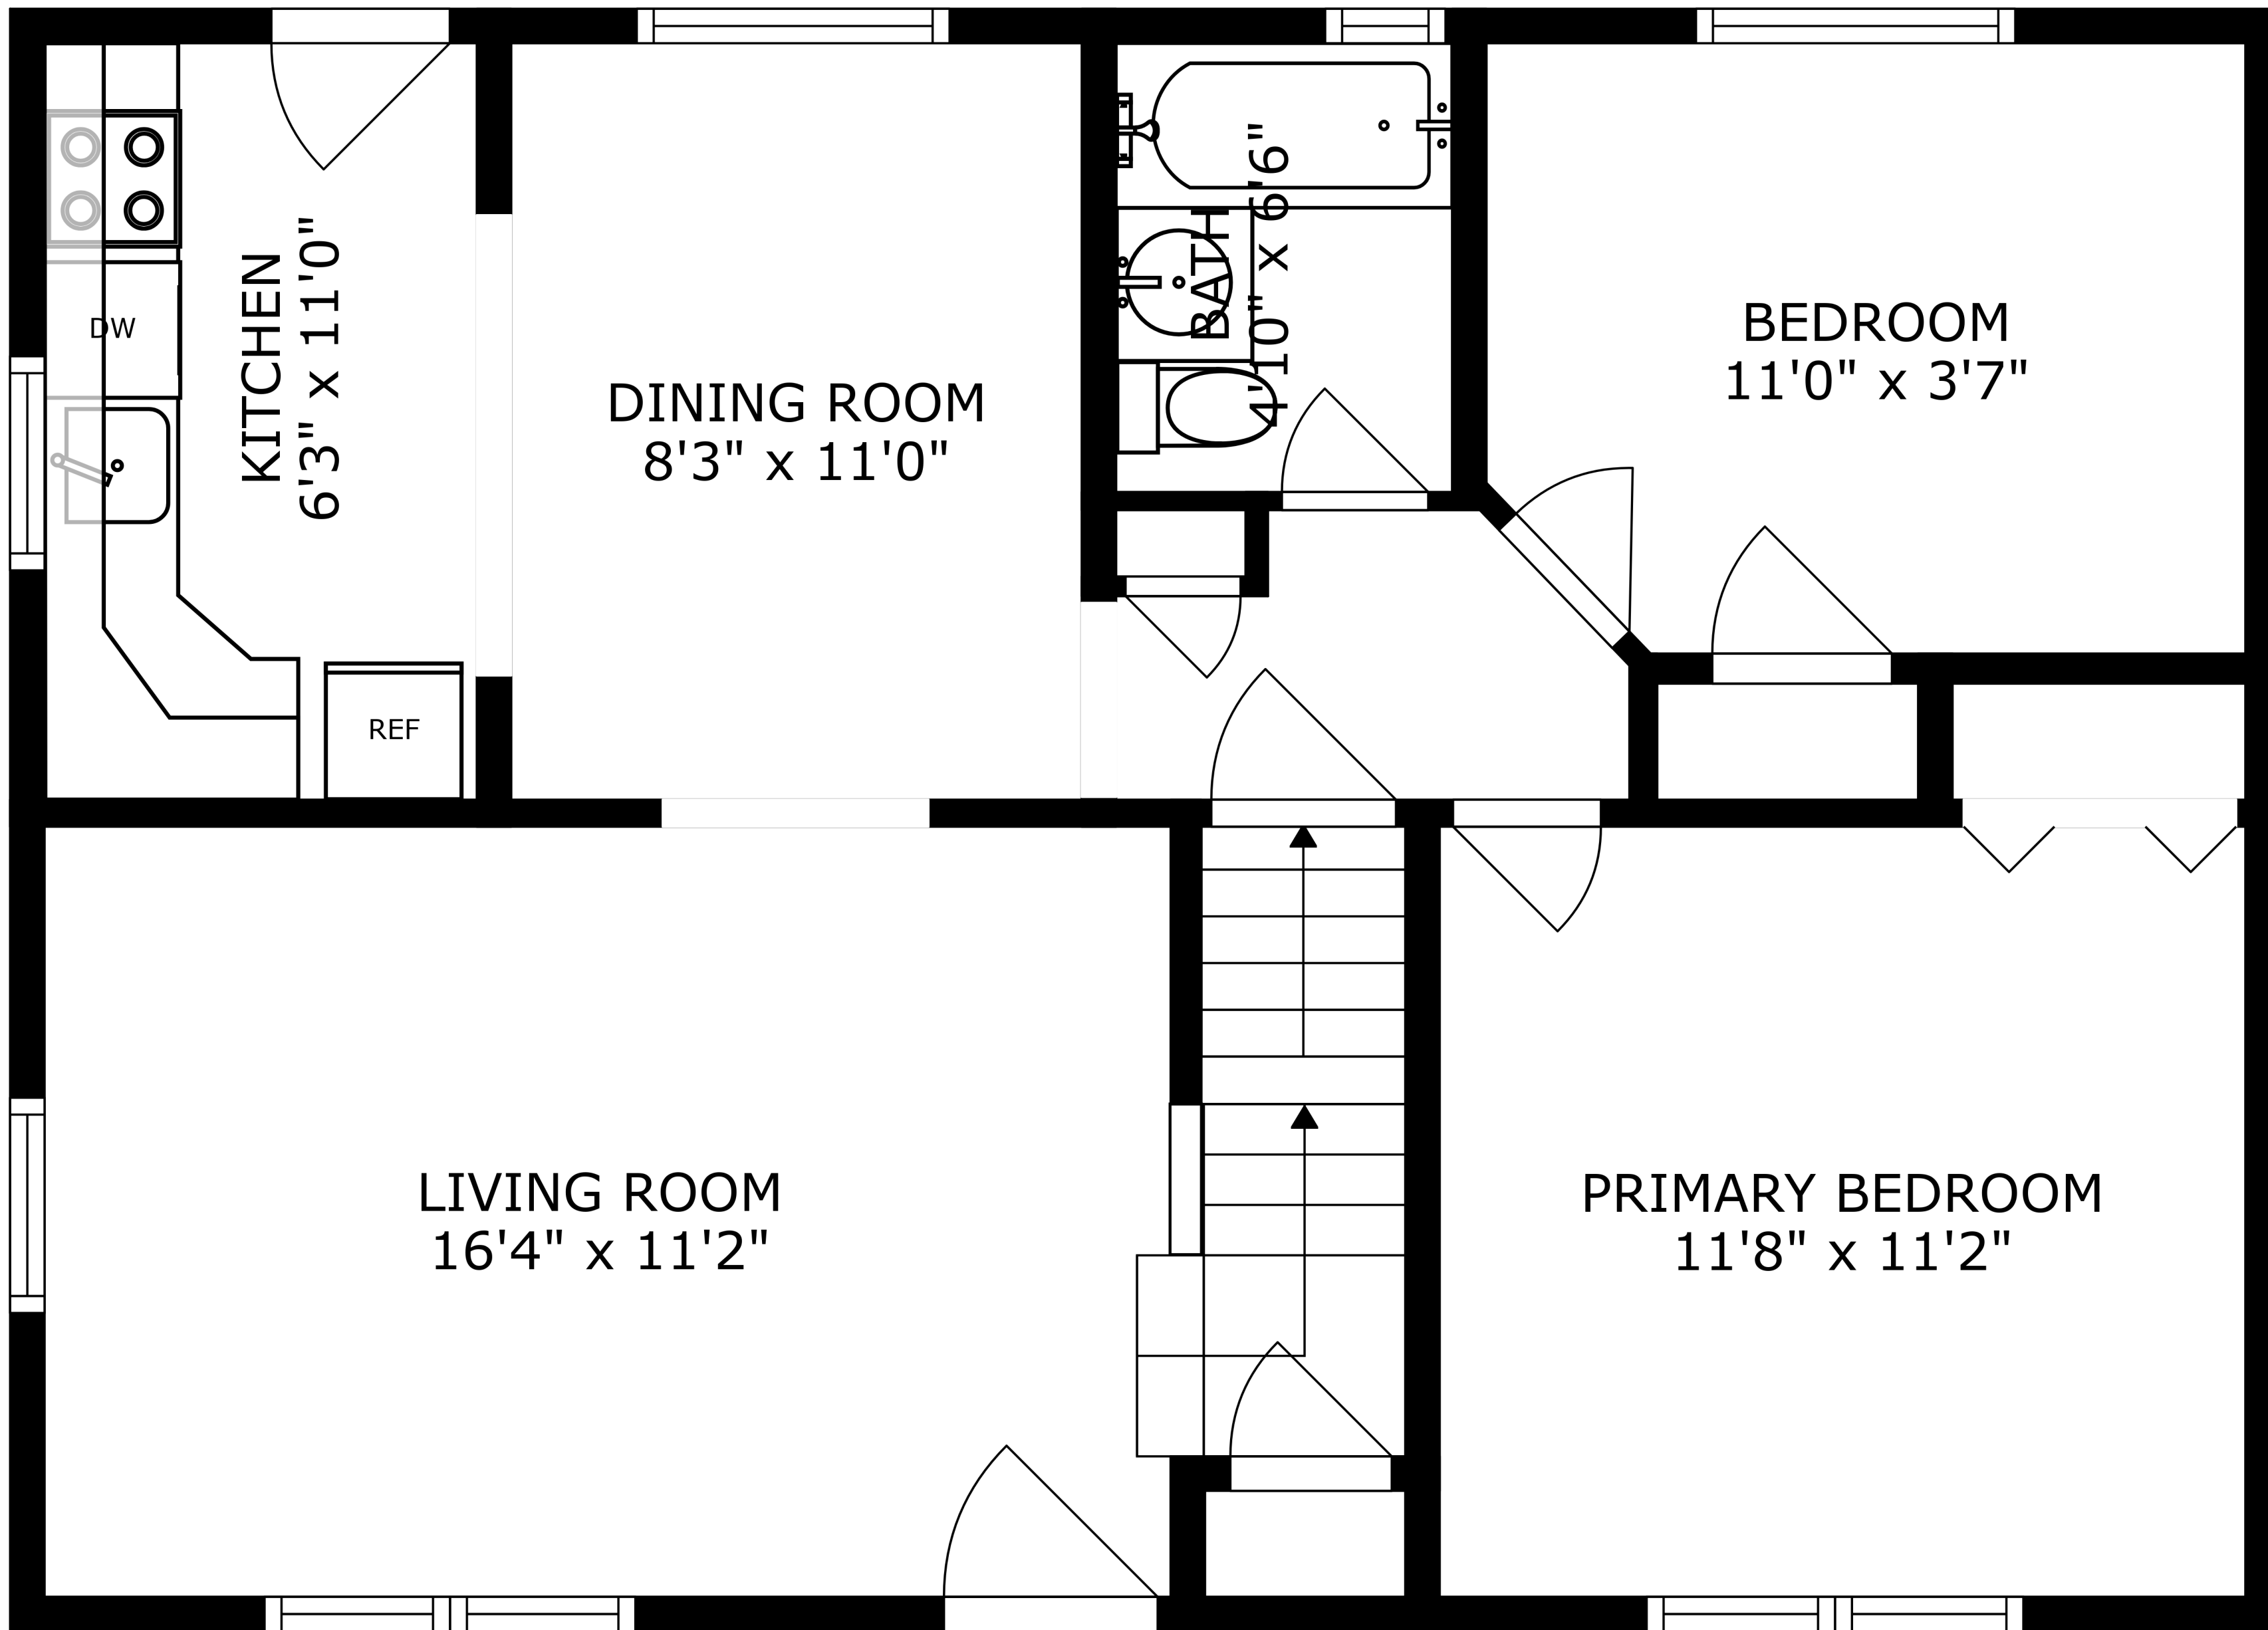 KITCHEN
6'3" x 11'0"
DW
REF
DINING ROOM
8'3" x 11'0"
BATH
4'10" x 6'6"
BEDROOM
11'0" x 3'7"
LIVING ROOM
16'4" x 11'2"
PRIMARY BEDROOM
11'8" x 11'2"